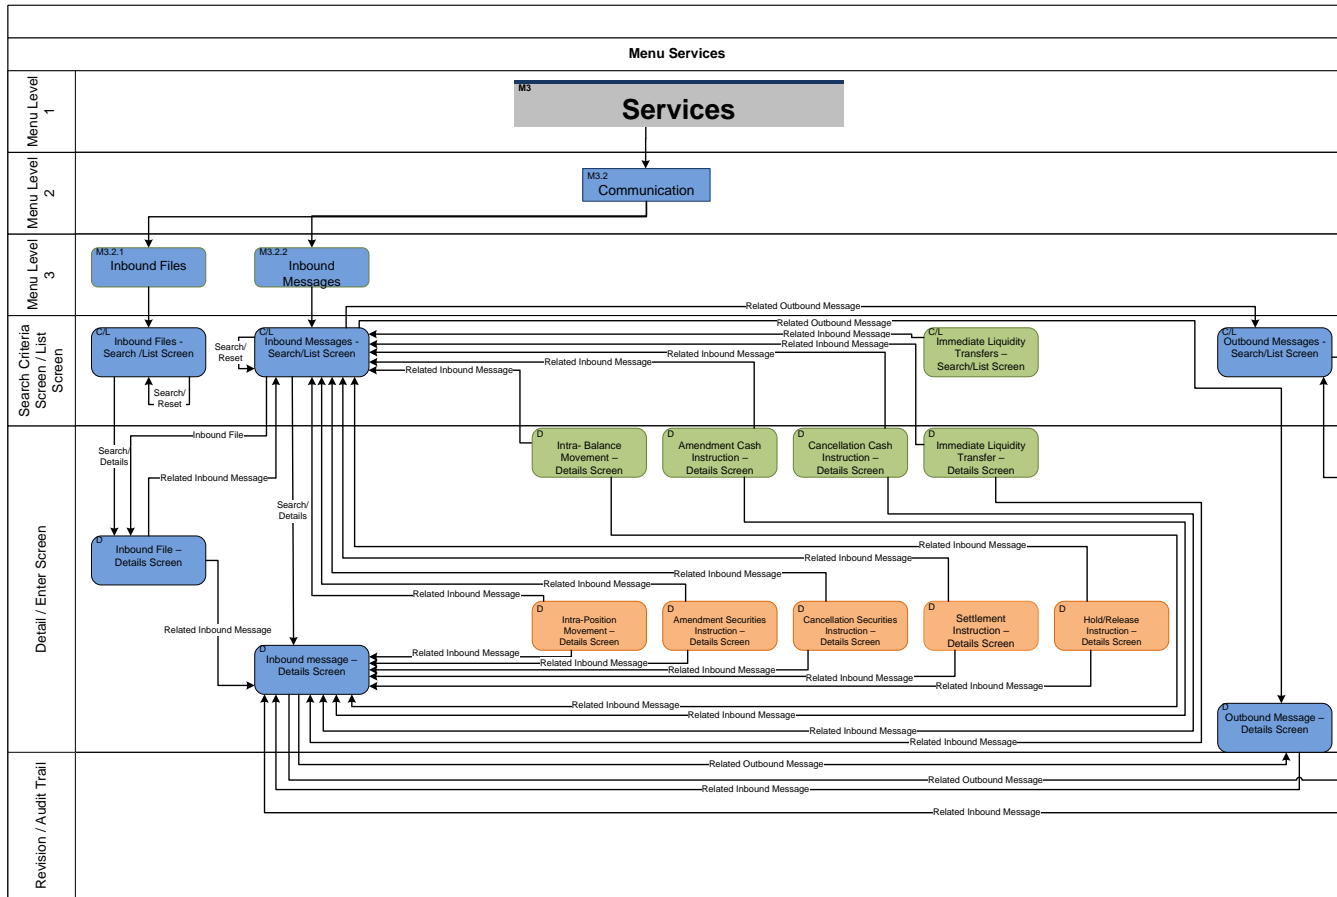 Menu Services
Menu Level
1
M3
Services
Menu Level
2
M3.2
Communication
Menu Level
3
M3.2.1
Inbound Files
M3.2.2
Inbound
Messages
Related Outbound Message
Search Criteria
Screen / List
Screen
C/L
Inbound Files -
Search /List Screen
Search/
Reset
Search/
Reset
C/L
Inbound Messages -
Search/List Screen
Related Outbound Message
Related Inbound Message
Related Inbound Message
Related Inbound Message
Related Inbound Message
Related Inbound Message
C/L
Immediate Liquidity
Transfers –
Search/List Screen
C/L
Outbound Messages -
Search/List Screen
Detail / Enter Screen
Inbound File
Search/
Details
Related Inbound Message
Search/
Details
D
Intra- Balance
Movement –
Details Screen
D
Amendment Cash
Instruction –
Details Screen
D
Cancellation Cash
Instruction –
Details Screen
D
Immediate Liquidity
Transfer –
Details Screen
D
Inbound File –
Details Screen
Related Inbound Message
Related Inbound Message
Related Inbound Message
Related Inbound Message
Related Inbound Message
Related Inbound Message
D
Intra-Position
Movement –
Details Screen
D
Amendment Securities
Instruction –
Details Screen
D
Cancellation Securities
Instruction –
Details Screen
D
Settlement
Instruction –
Details Screen
D
Hold/Release
Instruction –
Details Screen
D
Inbound message –
Details Screen
Related Inbound Message
Related Inbound Message
Related Inbound Message
Related Inbound Message
Related Inbound Message
Related Inbound Message
Related Inbound Message
Related Inbound Message
Related Inbound Message
D
Outbound Message –
Details Screen
Revision / Audit Trail
Related Outbound Message
Related Outbound Message
Related Inbound Message
Related Inbound Message